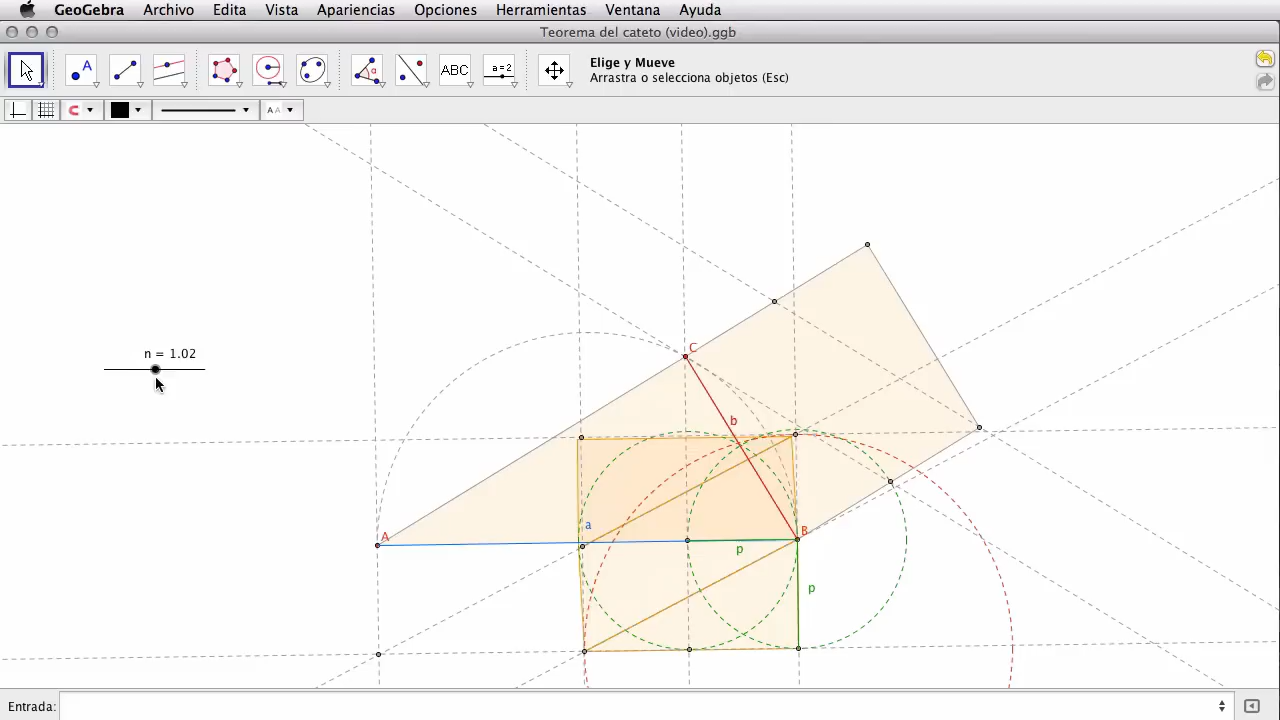 GeoGebra Archivo Edita Vista Apariencias Opciones Herramientas Ventana Ayuda
Teorema del cateto (video).ggb
A ABC a=2 Elige y Mueve
α Arrastra o selecciona objetos (Esc)
A A
n = 1.02
C
b
a
A
B
p
p
Entrada: